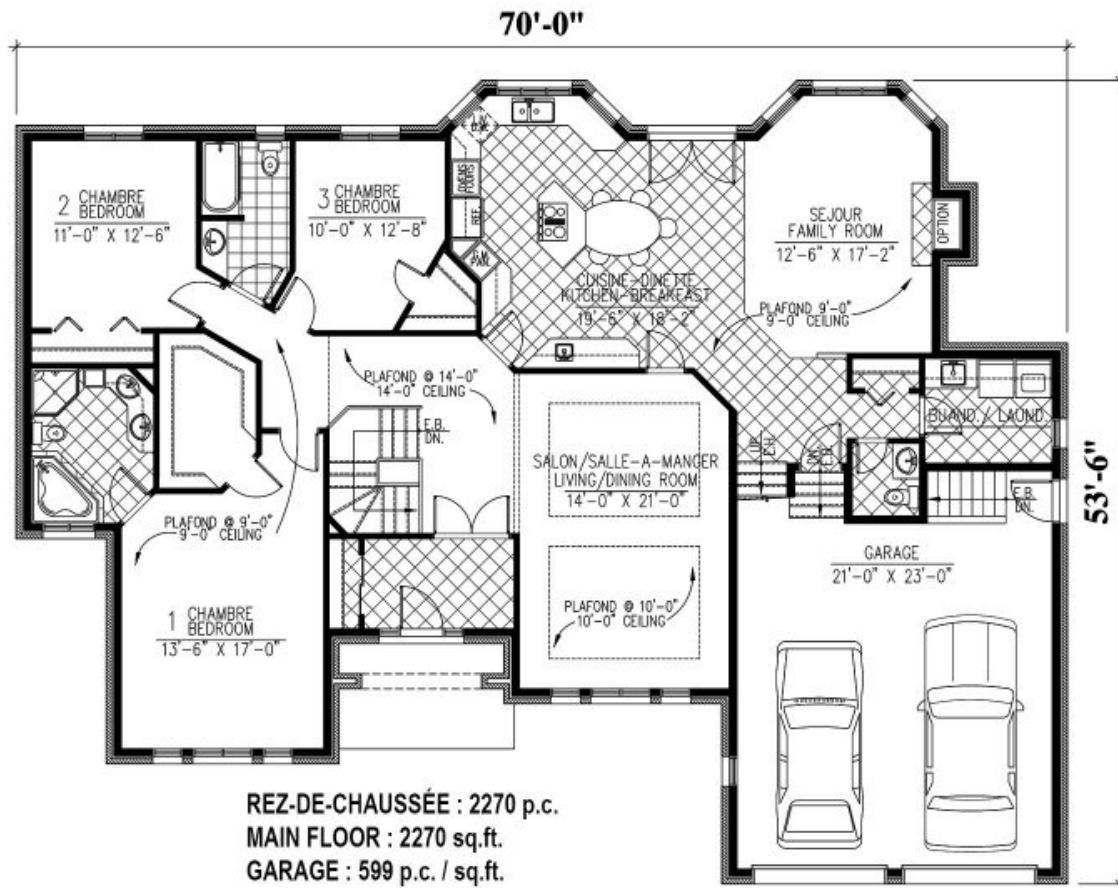 70'-0"
2 CHAMBRE
BEDROOM
11'-0" X 12'-6"
3 CHAMBRE
BEDROOM
10'-0" X 12'-8"
REF.
SEJOUR
FAMILY ROOM
12'-6" X 17'-2"
OPTION
CUISINE-DINETTE
KITCHEN-BREAKFAST
19'-6" X 18'-2"
PLAFOND 9'-0"
9'-0" CEILING
PLAFOND @ 14'-0"
14'-0" CEILING
E.B.
DN.
BUAND./ LAUND.
SALON/SALLE-A-MANGER
LIVING/DINING ROOM
14'-0" X 21'-0"
UP
E.H.
DN.
E.B.
E.B.
DN.
53'-6"
PLAFOND @ 9'-0"
9'-0" CEILING
GARAGE
21'-0" X 23'-0"
1 CHAMBRE
BEDROOM
13'-6" X 17'-0"
PLAFOND @ 10'-0"
10'-0" CEILING
REZ-DE-CHAUSSÉE : 2270 p.c.
MAIN FLOOR : 2270 sq.ft.
GARAGE : 599 p.c. / sq.ft.